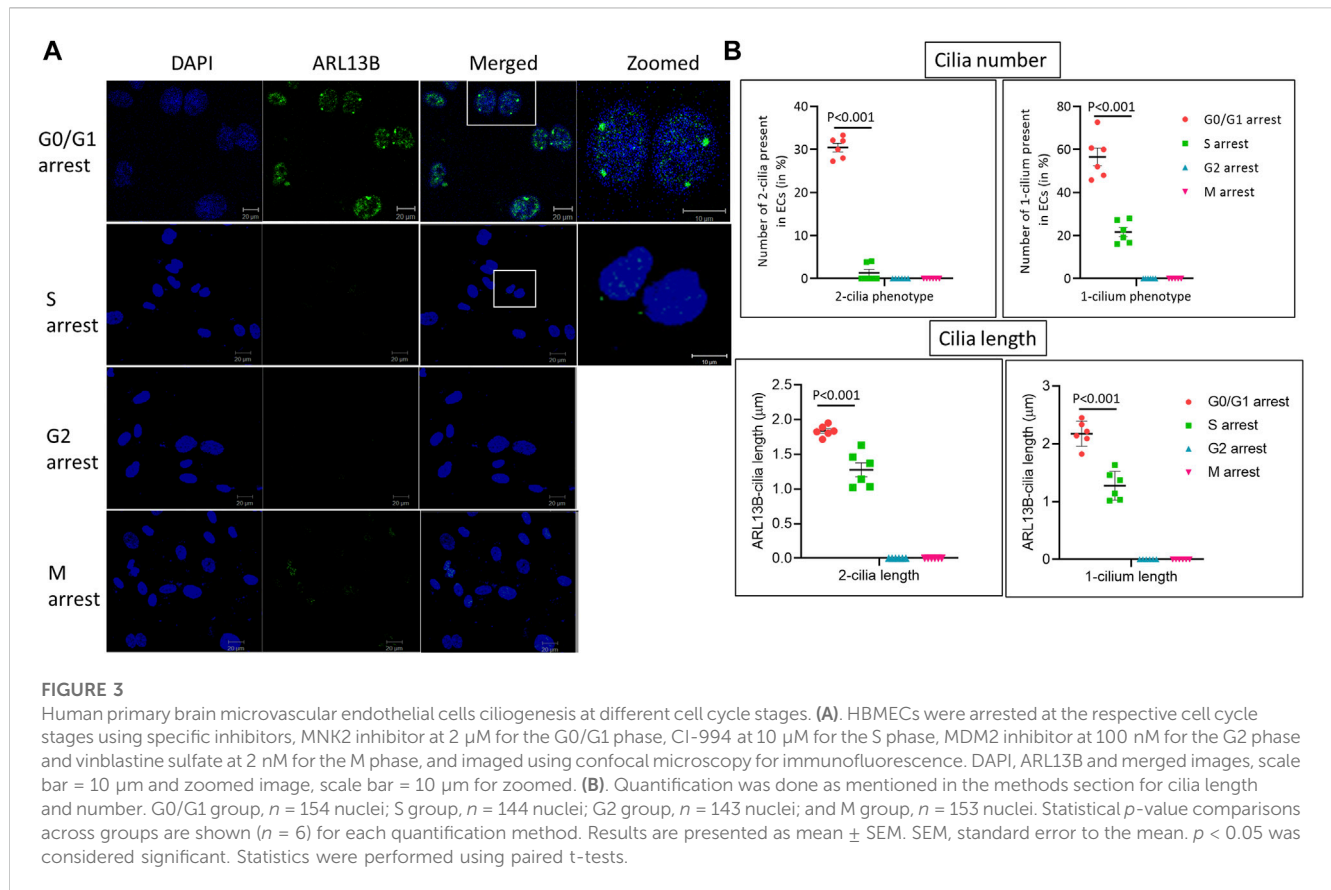 A
DAPI ARL13B Merged Zoomed
G0/G1
arrest
20 µm 20 µm 20 µm 10 µm
S
arrest
20 µm 20 µm 20 µm 10 µm
G2
arrest
20 µm 20 µm 20 µm
M
arrest
20 µm 20 µm 20 µm
B
Cilia number
Number of 2-cilia present
in ECs (in %)
40
30
20
10
0
P<0.001
2-cilia phenotype
Number of 1-cilium present
in ECs (in %)
80
60
40
20
0
P<0.001
1-cilium phenotype
G0/G1 arrest
S arrest
G2 arrest
M arrest
Cilia length
ARL13B-cilia length (µm)
2.5
2.0
1.5
1.0
0.5
0.0
P<0.001
2-cilia length
ARL13B-cilia length (µm)
3
2
1
0
P<0.001
1-cilium length
G0/G1 arrest
S arrest
G2 arrest
M arrest
FIGURE 3
Human primary brain microvascular endothelial cells ciliogenesis at different cell cycle stages. (A). HBMECs were arrested at the respective cell cycle
stages using specific inhibitors, MNK2 inhibitor at 2 µM for the G0/G1 phase, CI-994 at 10 µM for the S phase, MDM2 inhibitor at 100 nM for the G2 phase
and vinblastine sulfate at 2 nM for the M phase, and imaged using confocal microscopy for immunofluorescence. DAPI, ARL13B and merged images, scale
bar = 10 µm and zoomed image, scale bar = 10 µm for zoomed. (B). Quantification was done as mentioned in the methods section for cilia length
and number. G0/G1 group, n = 154 nuclei; S group, n = 144 nuclei; G2 group, n = 143 nuclei; and M group, n = 153 nuclei. Statistical p-value comparisons
across groups are shown (n = 6) for each quantification method. Results are presented as mean ± SEM. SEM, standard error to the mean. p < 0.05 was
considered significant. Statistics were performed using paired t-tests.